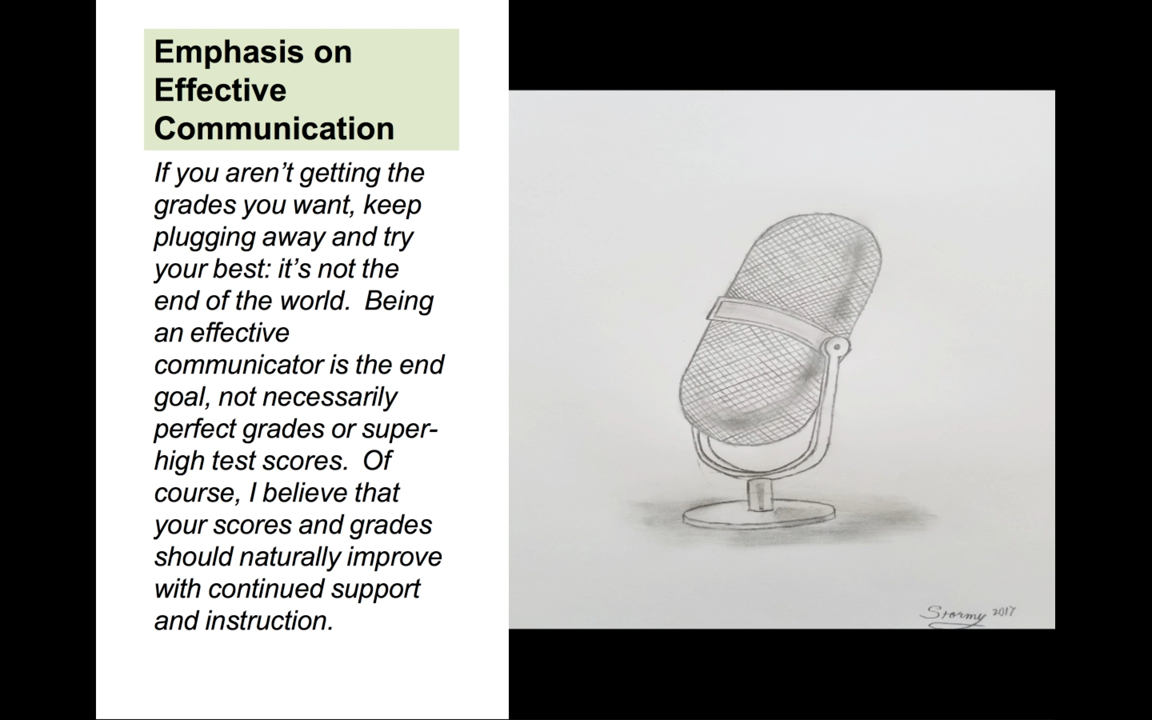 Emphasis on
Effective
Communication
If you aren’t getting the
grades you want, keep
plugging away and try
your best: it’s not the
end of the world.  Being
an effective
communicator is the end
goal, not necessarily
perfect grades or super-
high test scores.  Of
course, I believe that
your scores and grades
should naturally improve
with continued support
and instruction.
Stormy 2017